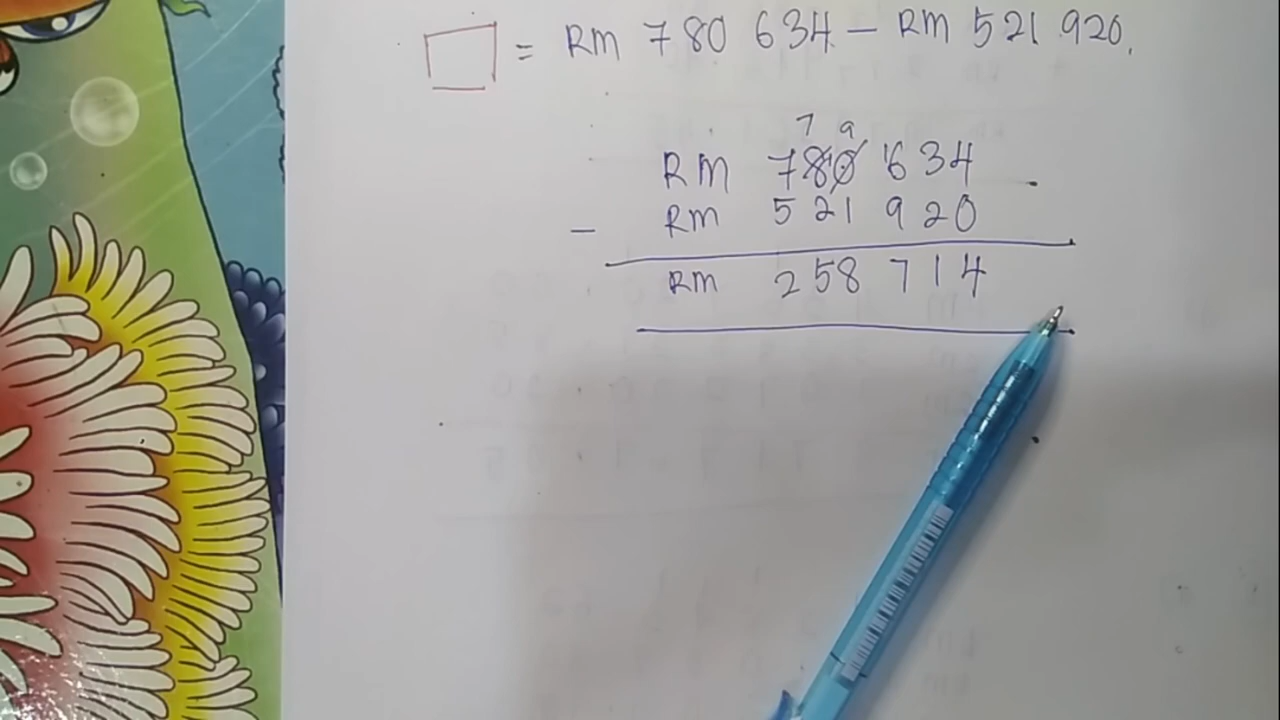 □ = RM 780 634 - RM 521 920.
7 9
RM 780 634
- RM 521 920
RM 258 714